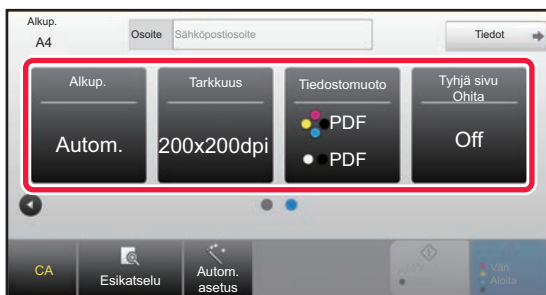 Alkup.
A4
Osoite
Sähköpostiosoite
Tiedot
Alkup.
Autom.
Tarkkuus
200x200dpi
Tiedostomuoto
PDF
PDF
Tyhjä sivu
Ohita
Off
CA
Esikatselu
Autom.
asetus
M/V
Aloita
Väri
Aloita